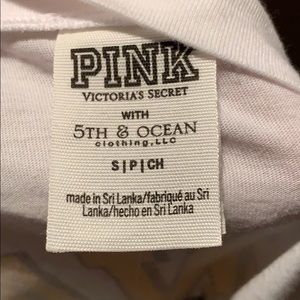 PINK
VICTORIA'S SECRET
WITH
5TH & OCEAN
clothing, LLC
S|P|CH
made in Sri Lanka/fabriqué au Sri
Lanka/hecho en Sri Lanka